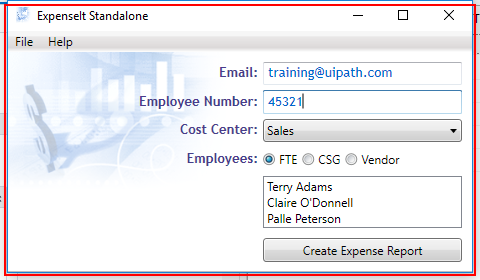 ExpenseIt Standalone
File Help
Email: training@uipath.com
Employee Number: 45321
Cost Center: Sales
Employees: FTE CSG Vendor
Terry Adams
Claire O'Donnell
Palle Peterson
Create Expense Report